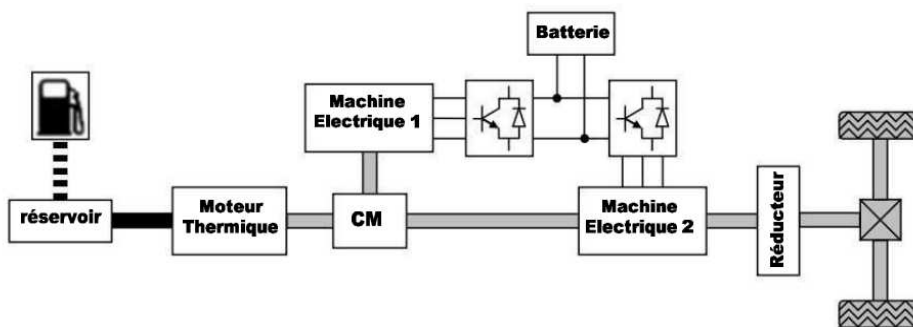 Batterie
Machine
Electrique 1
réservoir
Moteur
Thermique
CM
Machine
Electrique 2
Réducteur